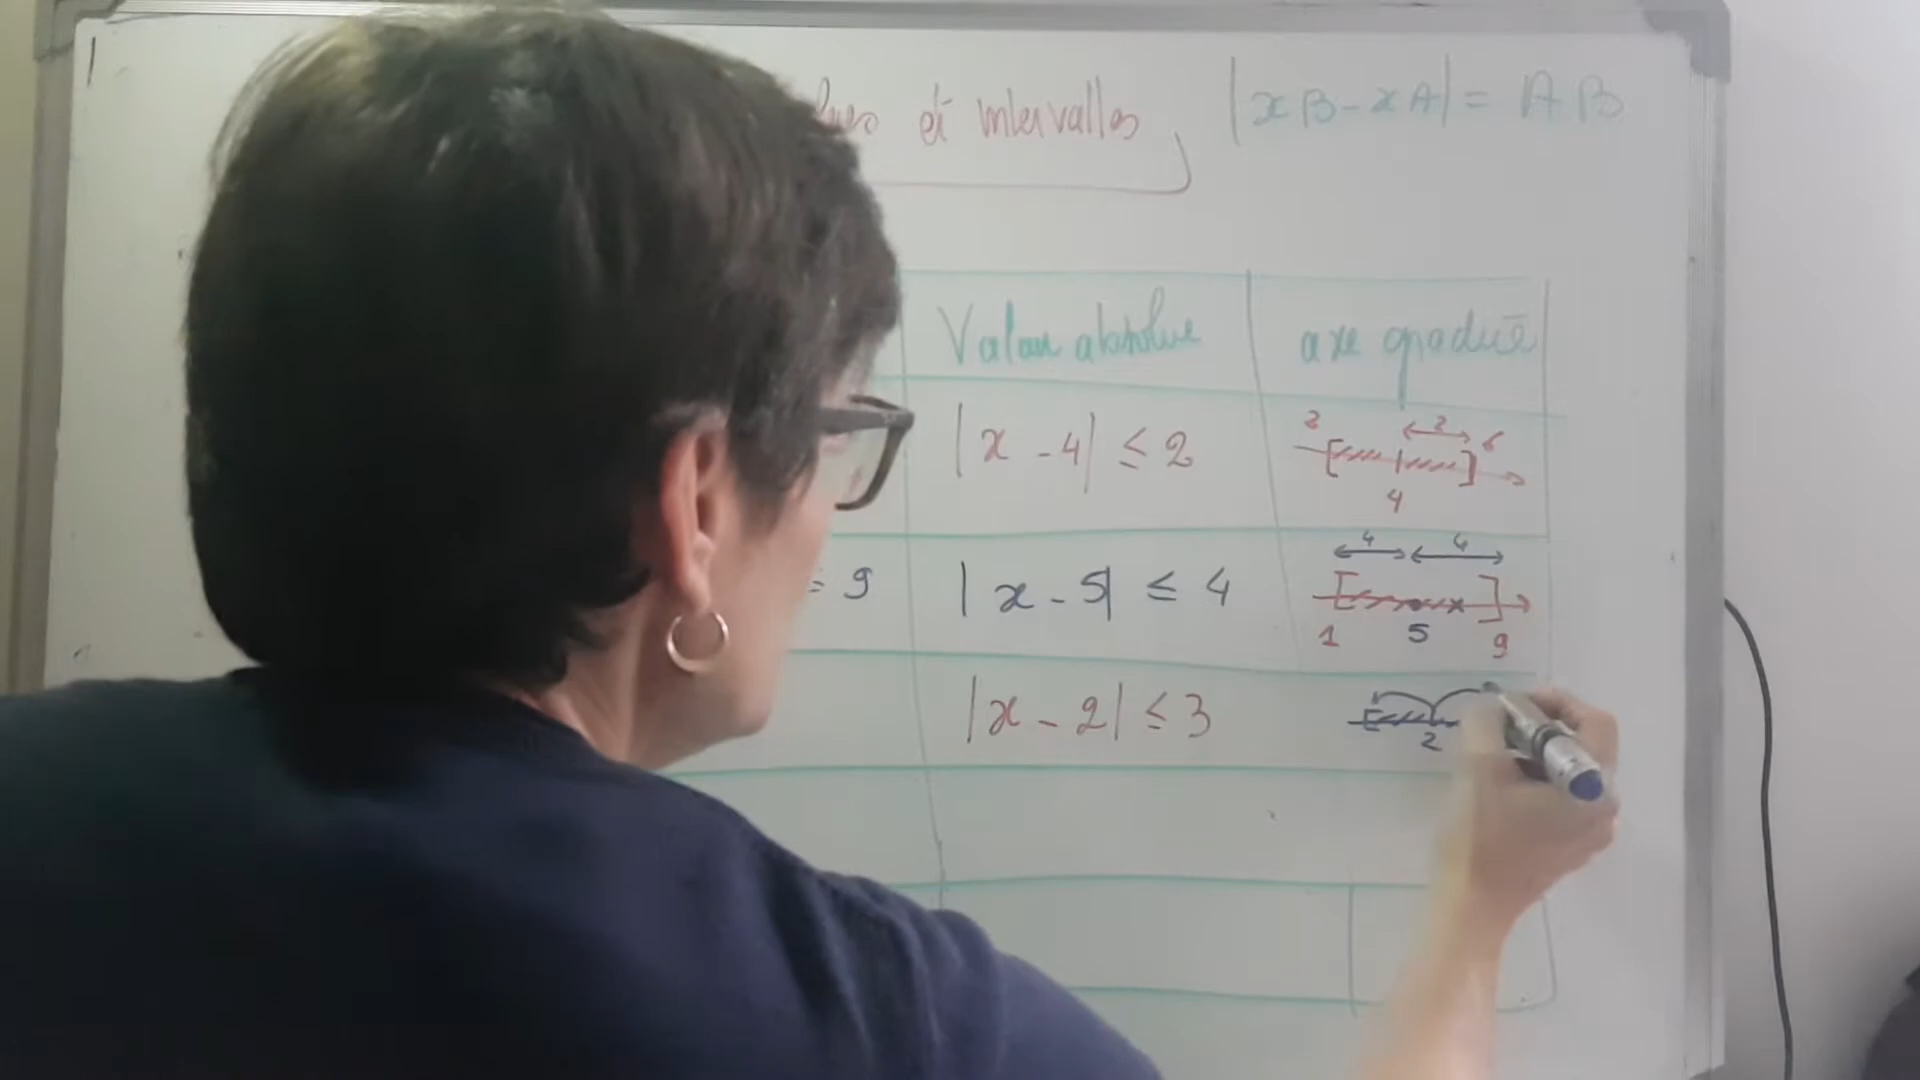 et intervalles |xB-xA| = AB
Valeur absolue axe gradué
|x - 4| ≤ 2
2 2 6
4
4 4
= 9 |x - 5| ≤ 4
1 5 9
|x - 2| ≤ 3
2